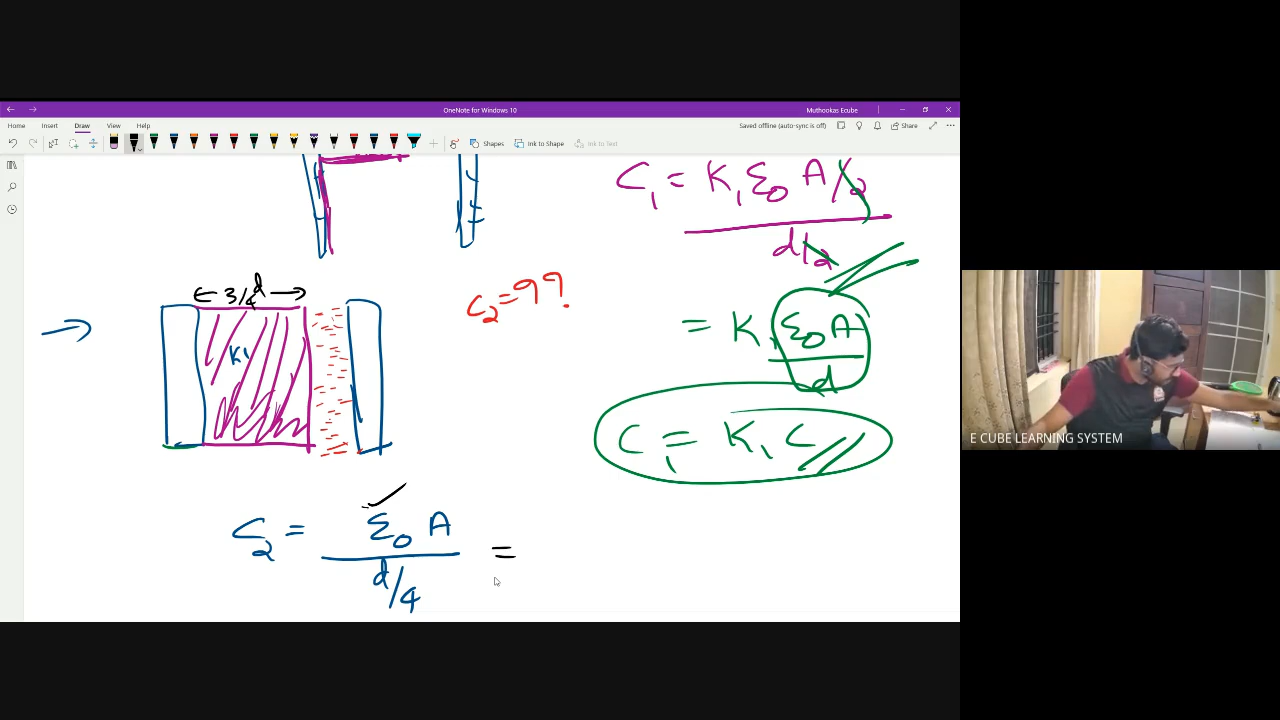 OneNote for Windows 10
Muthookas Ecube
Home Insert Draw View Help
Saved offline (auto-sync is off)
Share
Shapes
Ink to Shape
Ink to Text
C₁ = K₁ ε₀ A/2
d/2
← 3/4 d →
C₂ = ??
= K₁ ε₀ A
d
K₁
C₁ = K₁ C
C₂ = ε₀ A =
d/4
E CUBE LEARNING SYSTEM